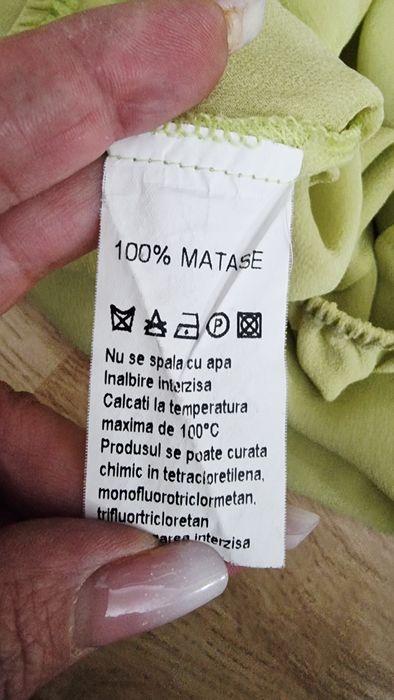 100% MATASE
P
Nu se spala cu apa
Inalbire interzisa
Calcati la temperatura
maxima de 100°C
Produsul se poate curata
chimic in tetracloretilena,
monofluorotriclormetan,
trifluortricloretan
interzisa